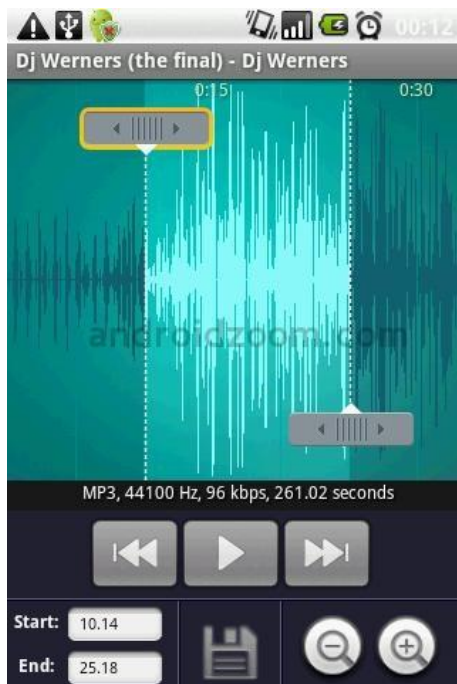 00:12
Dj Werners (the final) - Dj Werners
0:15 0:30
androidzoom.com
MP3, 44100 Hz, 96 kbps, 261.02 seconds
Start: 10.14
End: 25.18